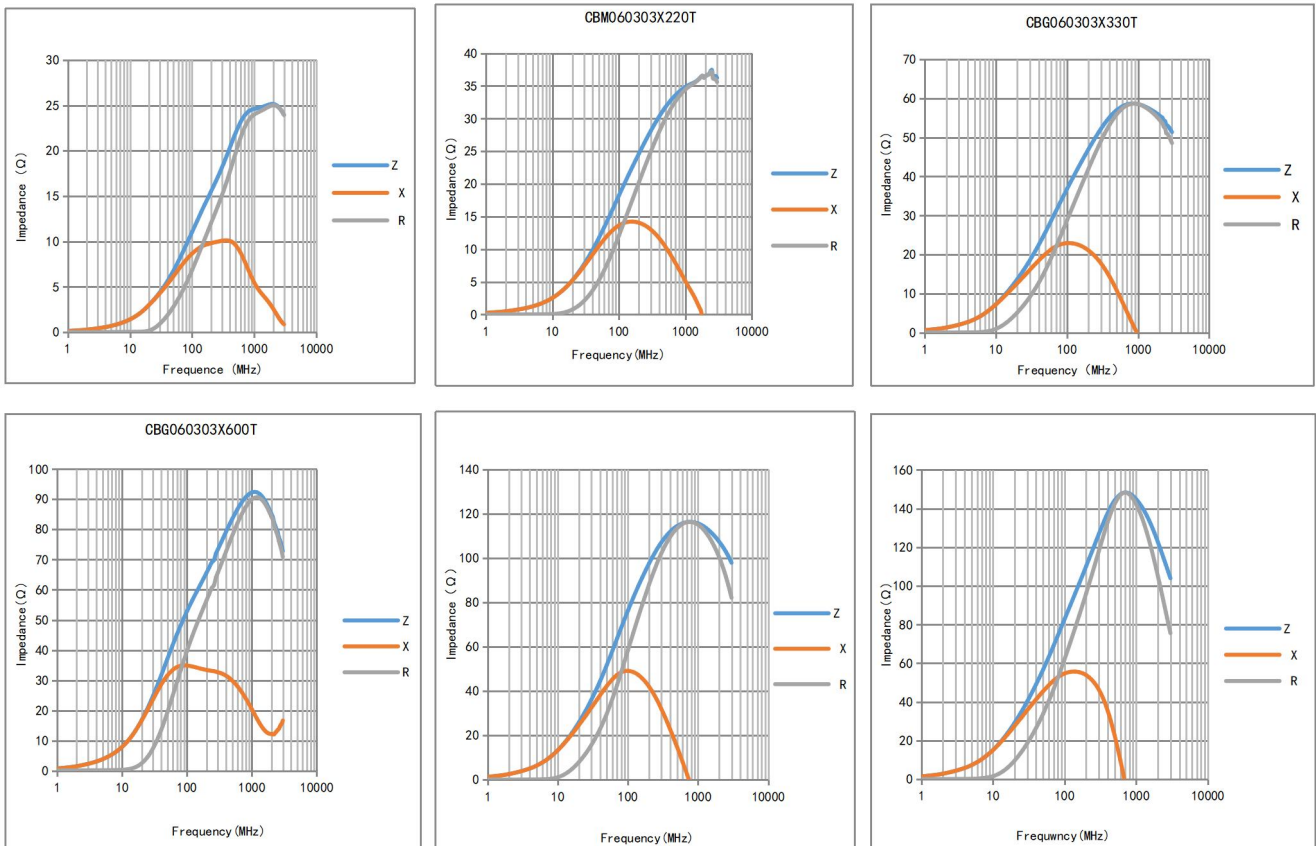 30
25
20
15
10
5
0
1 10 100 1000 10000
Impedance (Ω)
Frequence (MHz)
Z
X
R
CBM060303X220T
40
35
30
25
20
15
10
5
0
1 10 100 1000 10000
Impedance(Ω)
Frequency(MHz)
Z
X
R
CBG060303X330T
70
60
50
40
30
20
10
0
1 10 100 1000 10000
Impedance(Ω)
Frequency (MHz)
Z
X
R
CBG060303X600T
100
90
80
70
60
50
40
30
20
10
0
1 10 100 1000 10000
Impedance(Ω)
Frequency(MHz)
Z
X
R
140
120
100
80
60
40
20
0
1 10 100 1000 10000
Impedance(Ω)
Frequency(MHz)
Z
X
R
160
140
120
100
80
60
40
20
0
1 10 100 1000 10000
Impedance(Ω)
Frequwncy(MHz)
Z
X
R